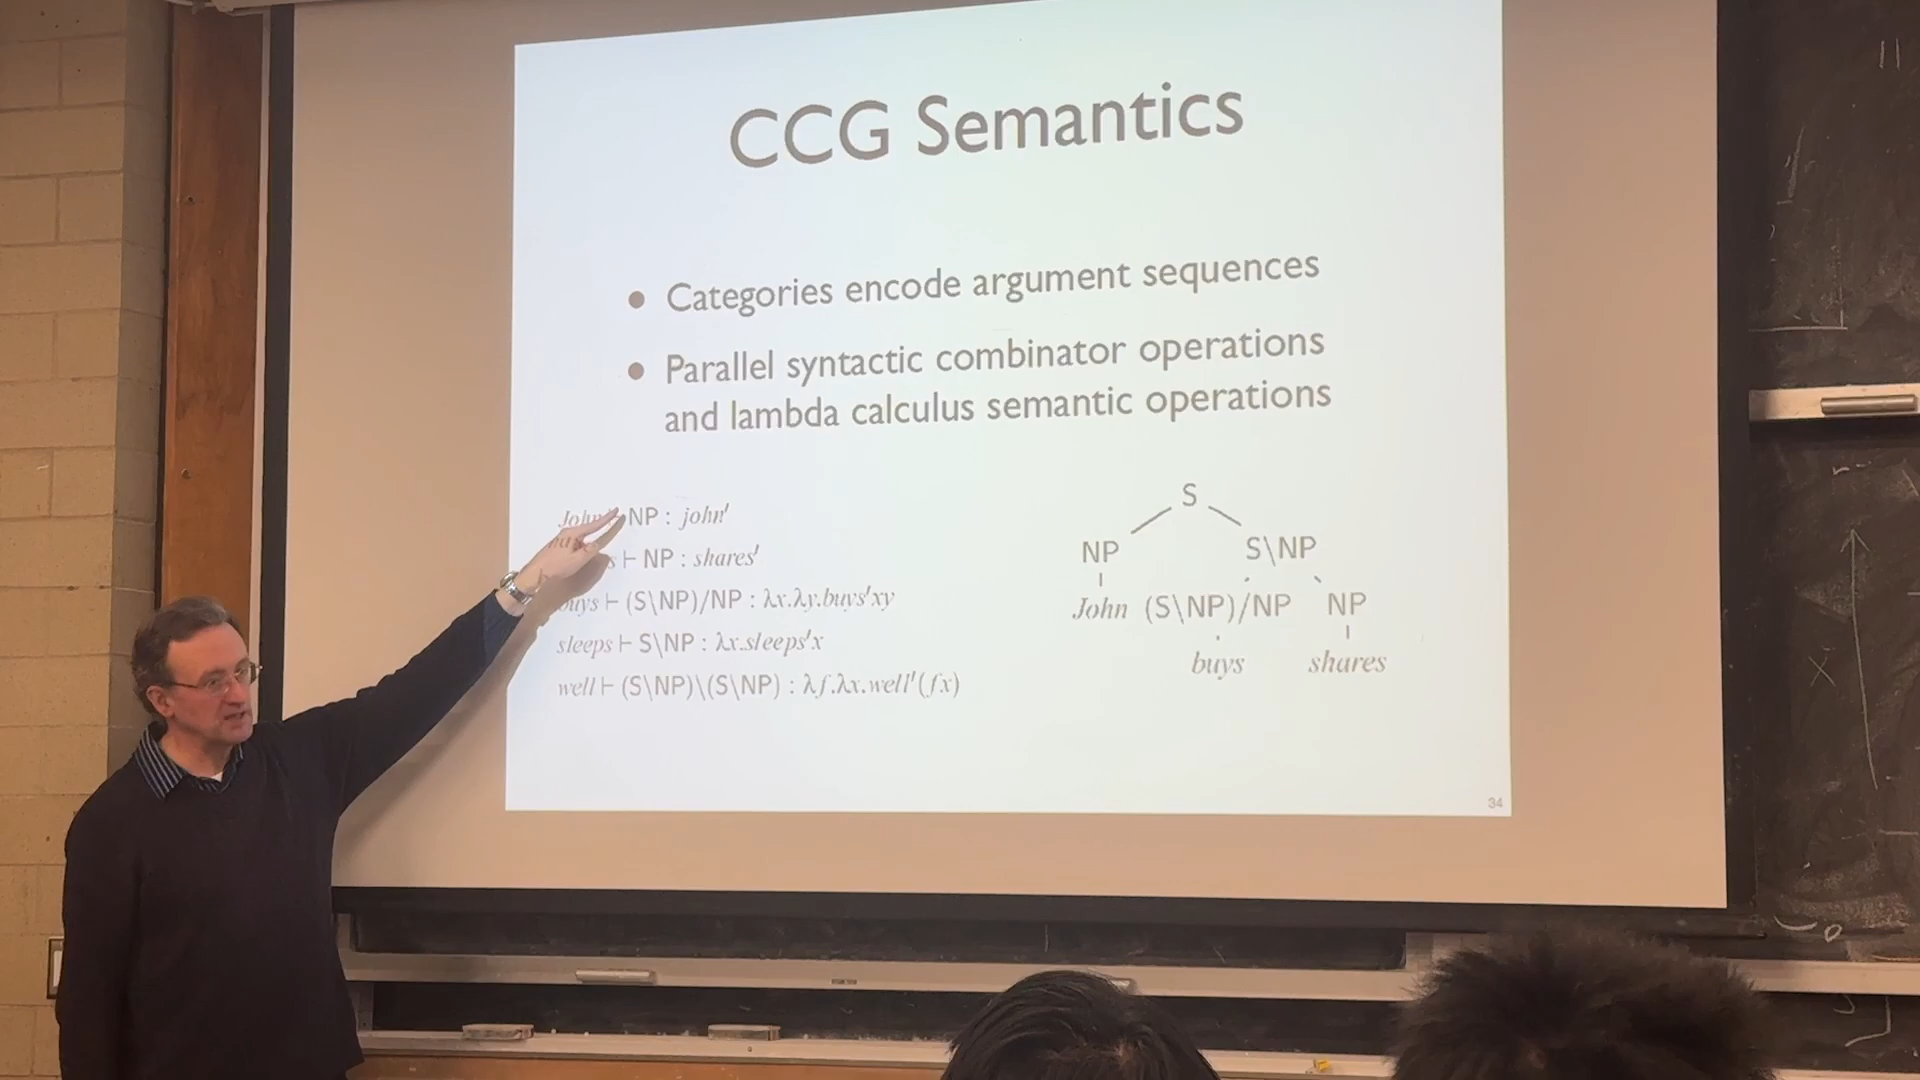 CCG Semantics
• Categories encode argument sequences
• Parallel syntactic combinator operations
and lambda calculus semantic operations
John NP : john′
s ⊢ NP : shares′
buys ⊢ (S\NP)/NP : λx.λy.buys′xy
sleeps ⊢ S\NP : λx.sleeps′x
well ⊢ (S\NP)\(S\NP) : λf.λx.well′(fx)
S
NP S\NP
John (S\NP)/NP NP
buys shares
34